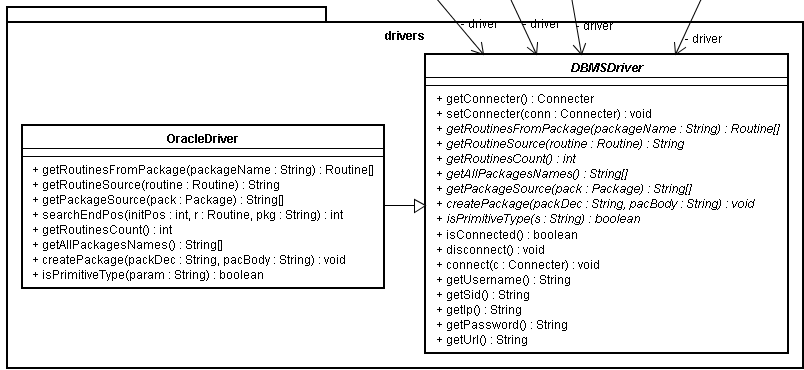 - driver
- driver
- driver
- driver
drivers
DBMSDriver
+ getConnecter() : Connecter
+ setConnecter(conn : Connecter) : void
+ getRoutinesFromPackage(packageName : String) : Routine[]
+ getRoutineSource(routine : Routine) : String
+ getRoutinesCount() : int
+ getAllPackagesNames() : String[]
+ getPackageSource(pack : Package) : String[]
+ createPackage(packDec : String, pacBody : String) : void
+ isPrimitiveType(s : String) : boolean
+ isConnected() : boolean
+ disconnect() : void
+ connect(c : Connecter) : void
+ getUsername() : String
+ getSid() : String
+ getIp() : String
+ getPassword() : String
+ getUrl() : String
OracleDriver
+ getRoutinesFromPackage(packageName : String) : Routine[]
+ getRoutineSource(routine : Routine) : String
+ getPackageSource(pack : Package) : String[]
+ searchEndPos(initPos : int, r : Routine, pkg : String) : int
+ getRoutinesCount() : int
+ getAllPackagesNames() : String[]
+ createPackage(packDec : String, pacBody : String) : void
+ isPrimitiveType(param : String) : boolean